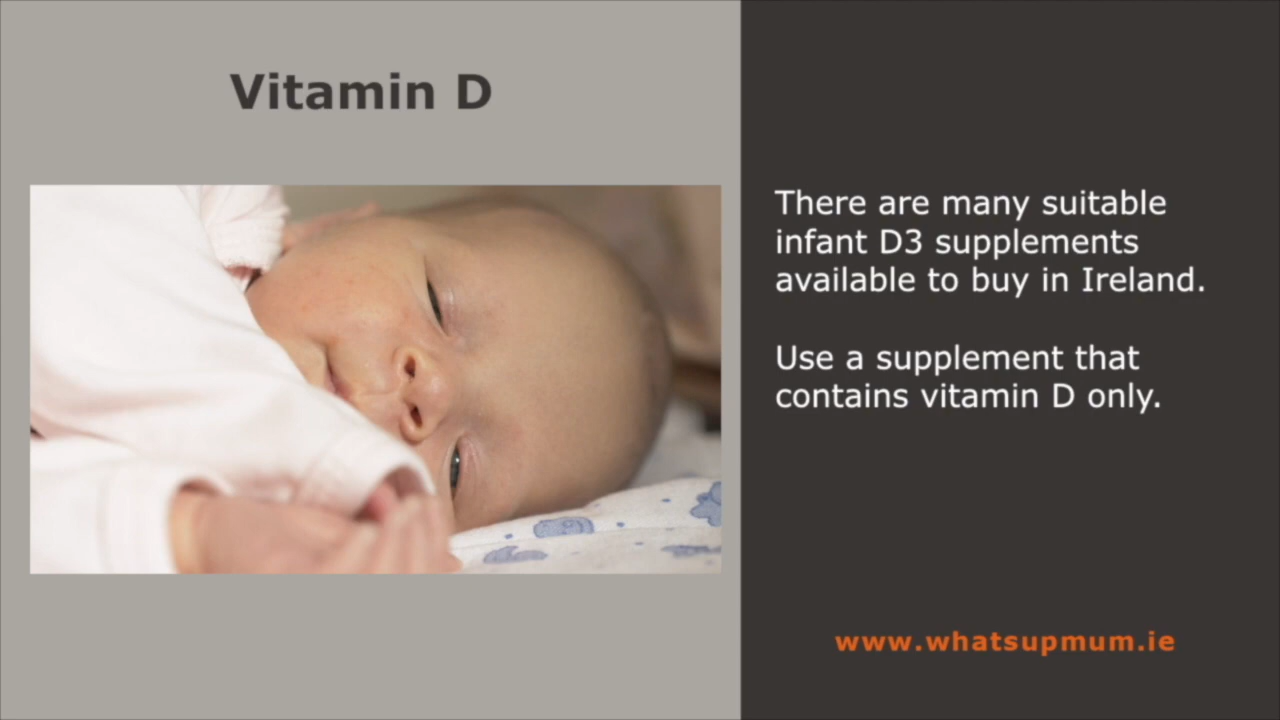 Vitamin D
There are many suitable
infant D3 supplements
available to buy in Ireland.
Use a supplement that
contains vitamin D only.
www.whatsupmum.ie